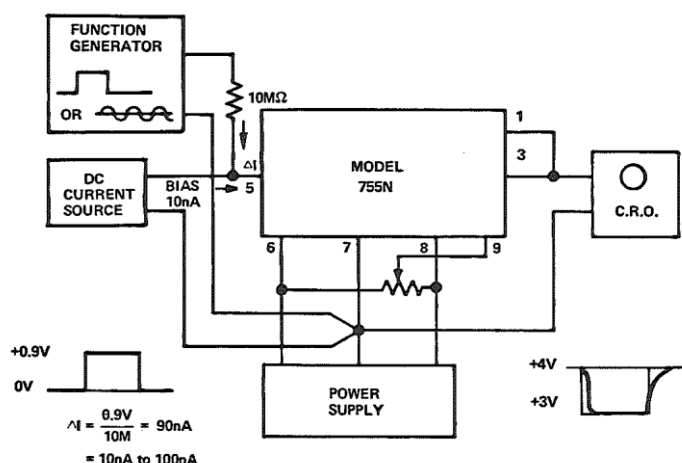 FUNCTION
GENERATOR
OR
10MΩ
ΔI
DC
CURRENT
SOURCE
BIAS
10nA
5
MODEL
755N
1
3
C.R.O.
6
7
8
9
POWER
SUPPLY
+0.9V
0V
ΔI = 0.9V / 10M = 90nA
= 10nA to 100nA
+4V
+3V